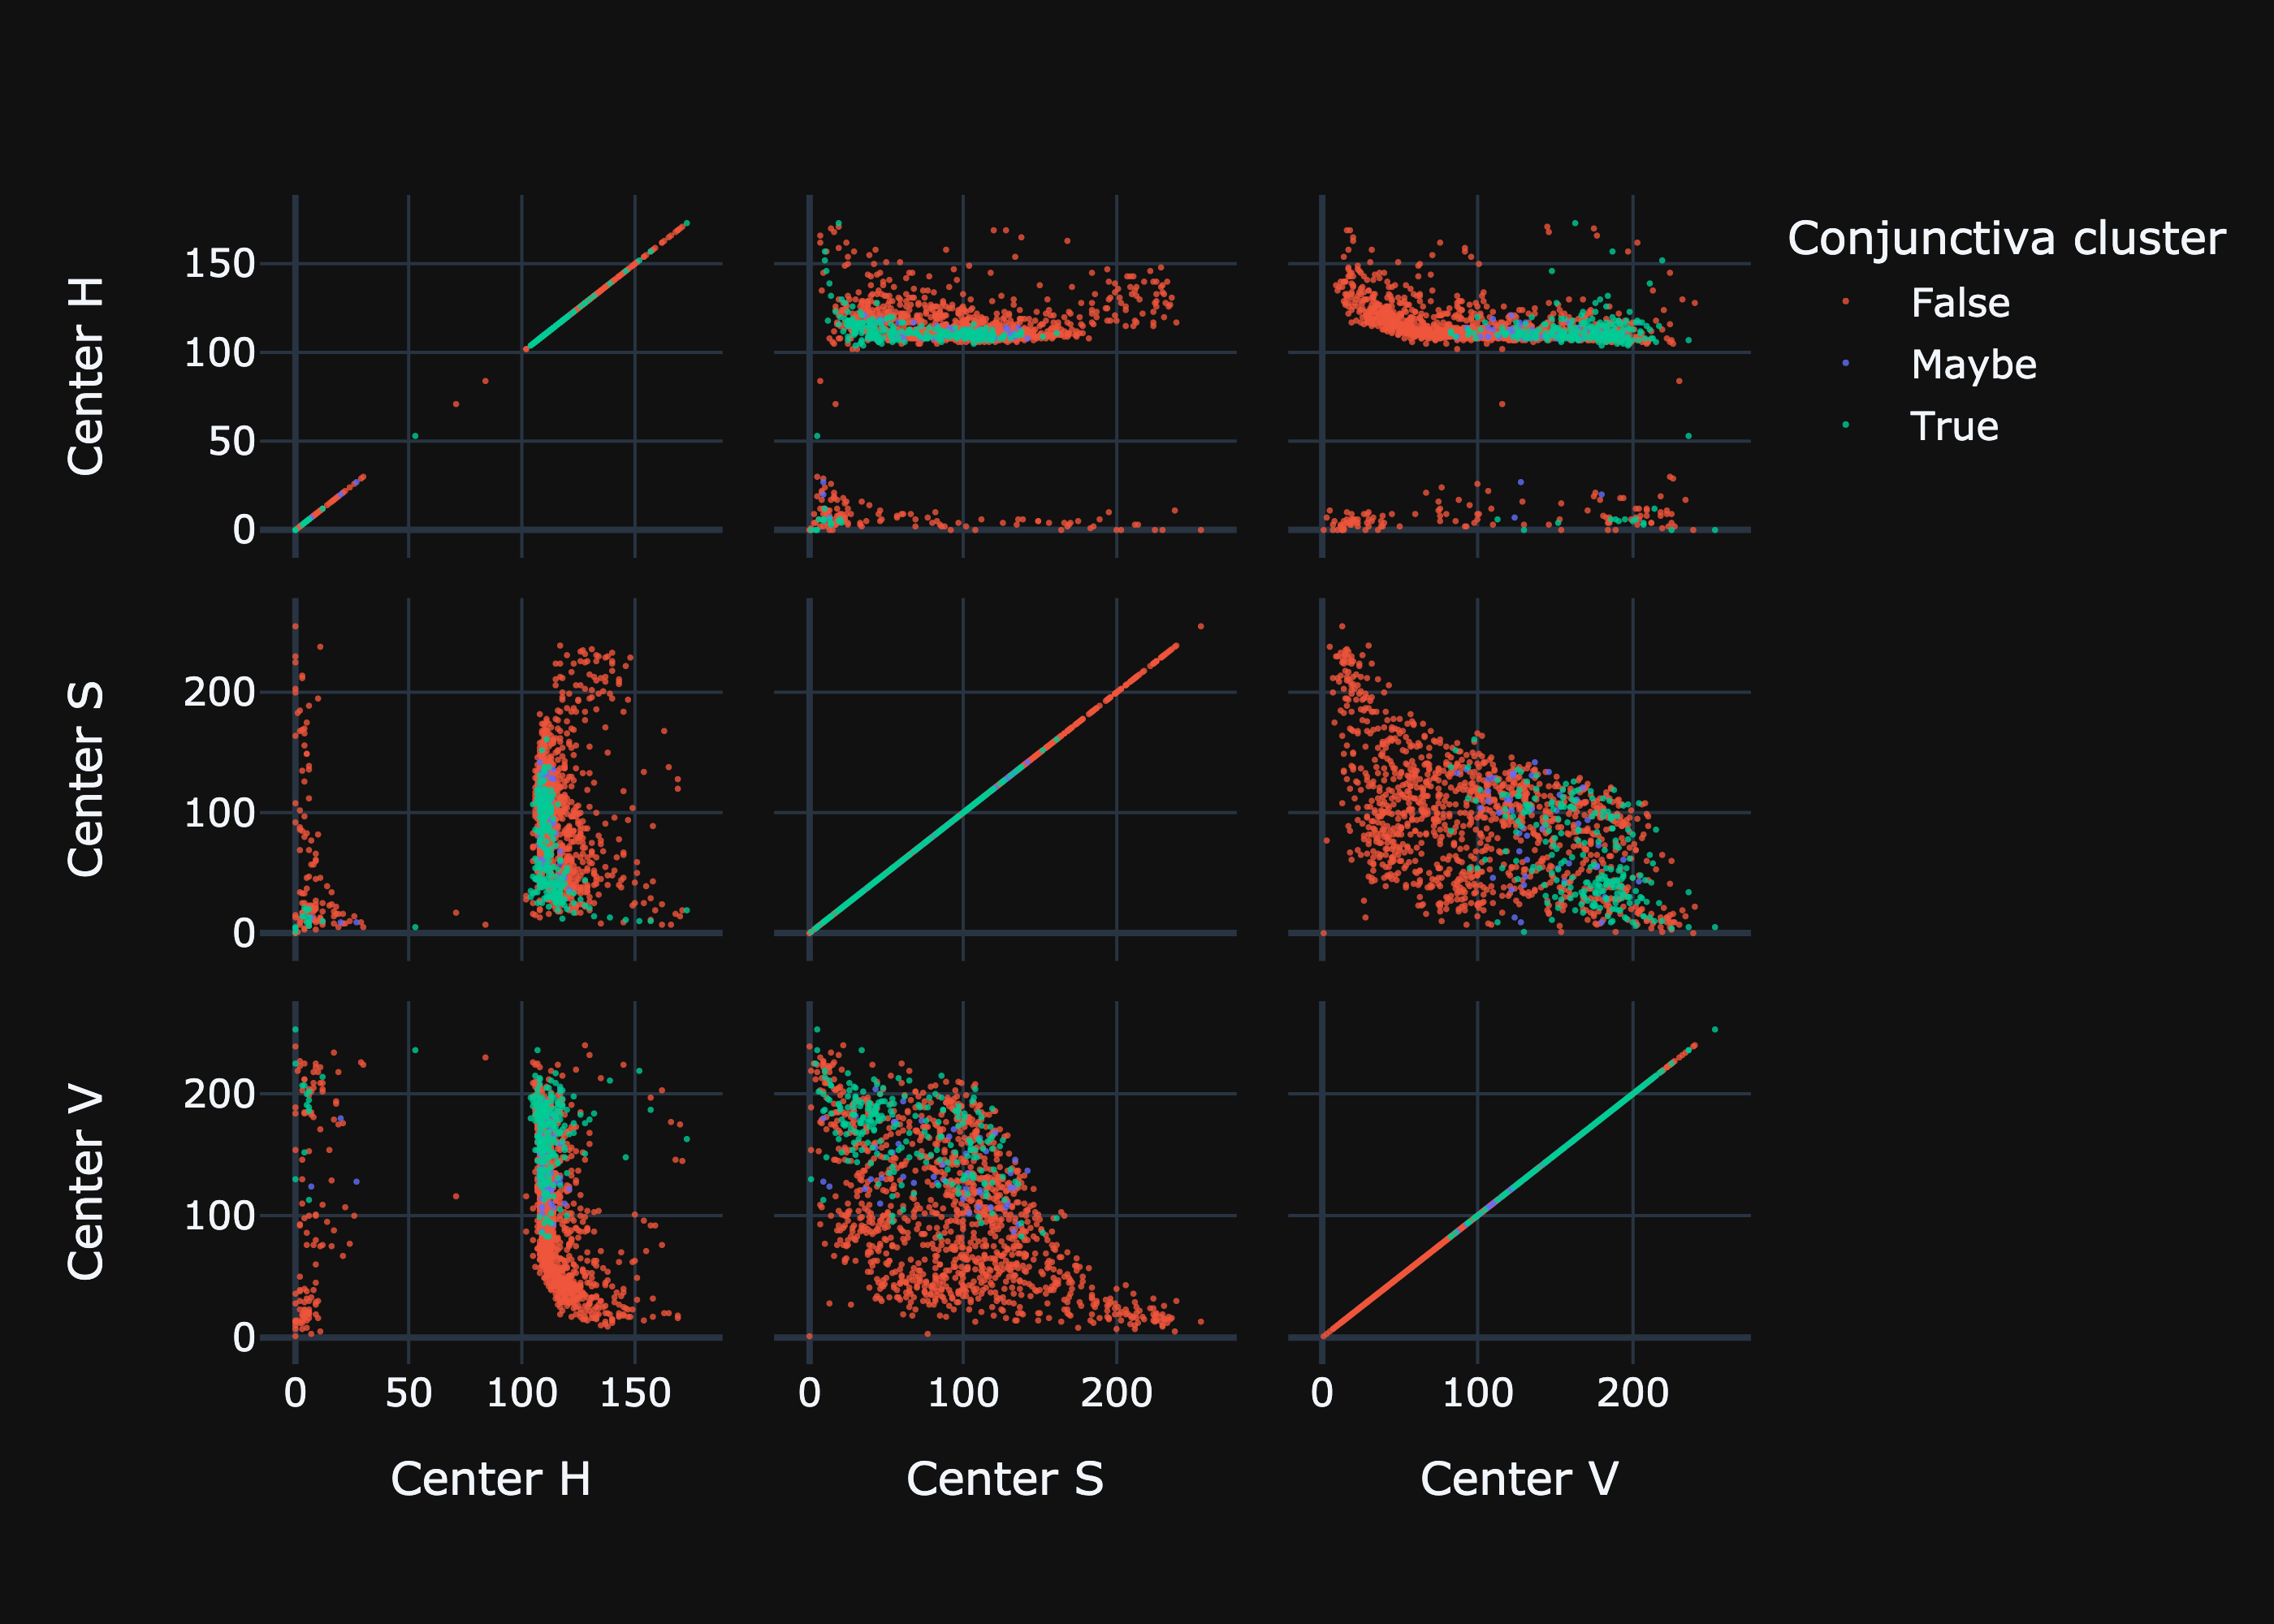 Conjunctiva cluster
False
Maybe
True
Center H
150
100
50
0
Center S
200
100
0
Center V
200
100
0
0 50 100 150 0 100 200 0 100 200
Center H Center S Center V